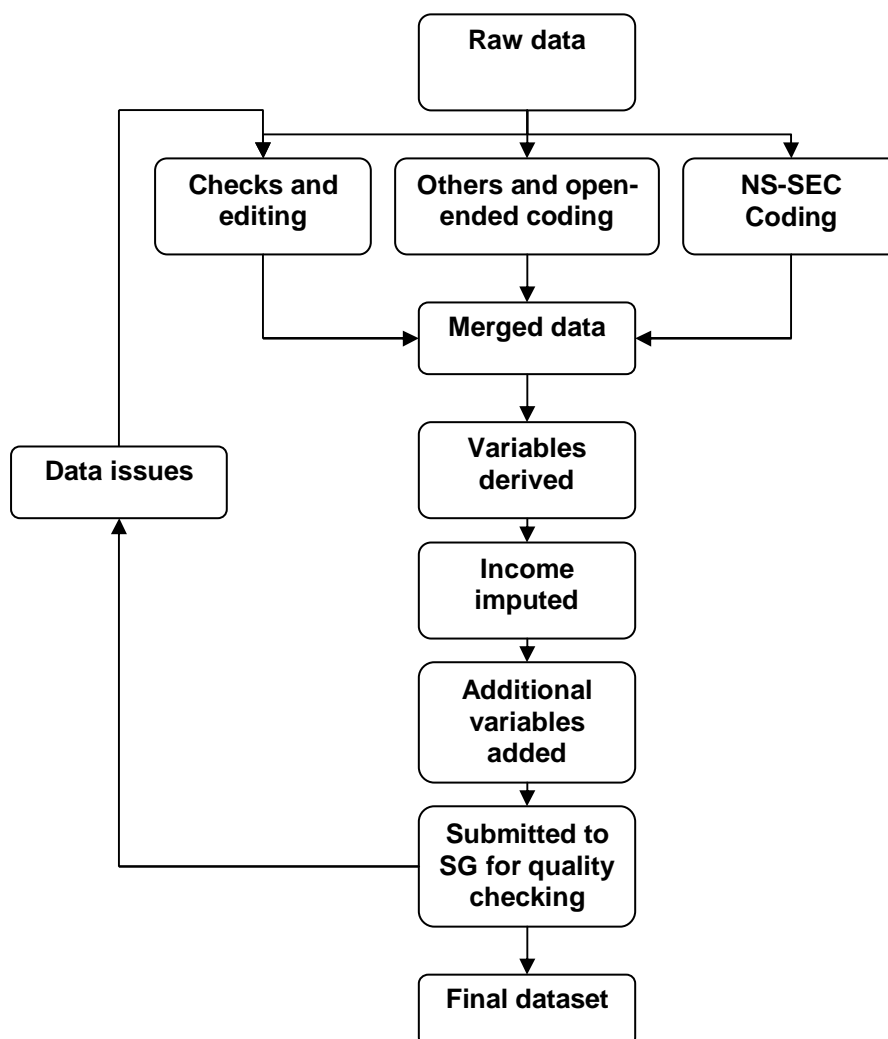 Raw data
Checks and
editing
Others and open-
ended coding
NS-SEC
Coding
Merged data
Variables
derived
Data issues
Income
imputed
Additional
variables
added
Submitted to
SG for quality
checking
Final dataset